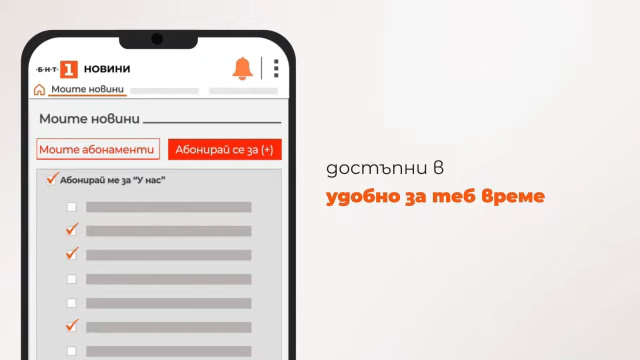 ·Б·Н·Т· 1 НОВИНИ
Моите новини
Моите новини
Моите абонаменти
Абонирай се за (+)
Абонирай ме за "У нас"
достъпни в
удобно за теб време